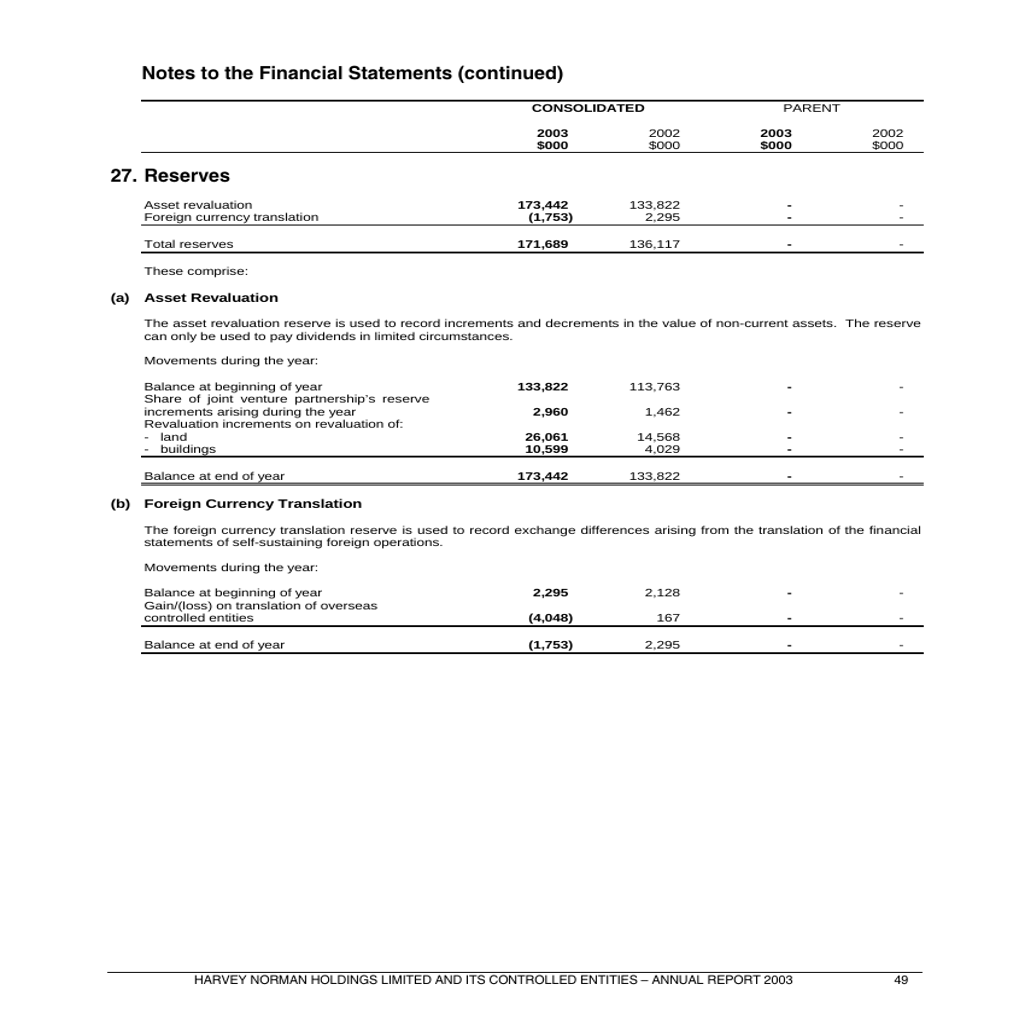 Notes to the Financial Statements (continued)
CONSOLIDATED PARENT
2003 2002 2003 2002
$000 $000 $000 $000
27. Reserves
Asset revaluation 173,442 133,822 - -
Foreign currency translation (1,753) 2,295 - -
Total reserves 171,689 136,117 - -
These comprise:
(a) Asset Revaluation
The asset revaluation reserve is used to record increments and decrements in the value of non-current assets. The reserve
can only be used to pay dividends in limited circumstances.
Movements during the year:
Balance at beginning of year 133,822 113,763 - -
Share of joint venture partnership's reserve
increments arising during the year 2,960 1,462 - -
Revaluation increments on revaluation of:
- land 26,061 14,568 - -
- buildings 10,599 4,029 - -
Balance at end of year 173,442 133,822 - -
(b) Foreign Currency Translation
The foreign currency translation reserve is used to record exchange differences arising from the translation of the financial
statements of self-sustaining foreign operations.
Movements during the year:
Balance at beginning of year 2,295 2,128 - -
Gain/(loss) on translation of overseas
controlled entities (4,048) 167 - -
Balance at end of year (1,753) 2,295 - -
HARVEY NORMAN HOLDINGS LIMITED AND ITS CONTROLLED ENTITIES – ANNUAL REPORT 2003 49